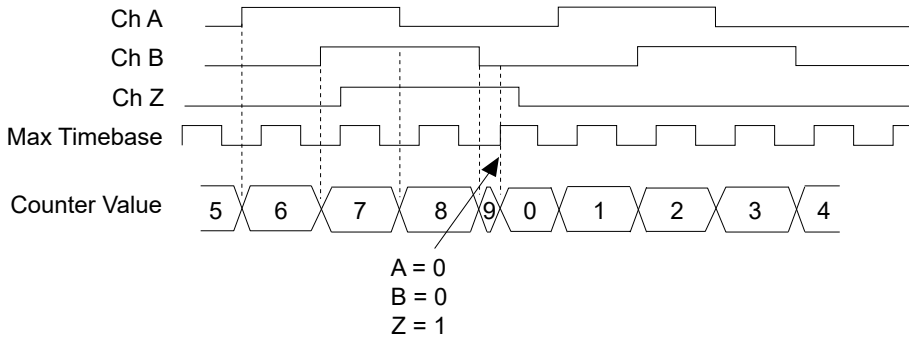 Ch A
Ch B
Ch Z
Max Timebase
Counter Value 5 6 7 8 9 0 1 2 3 4
A = 0
B = 0
Z = 1